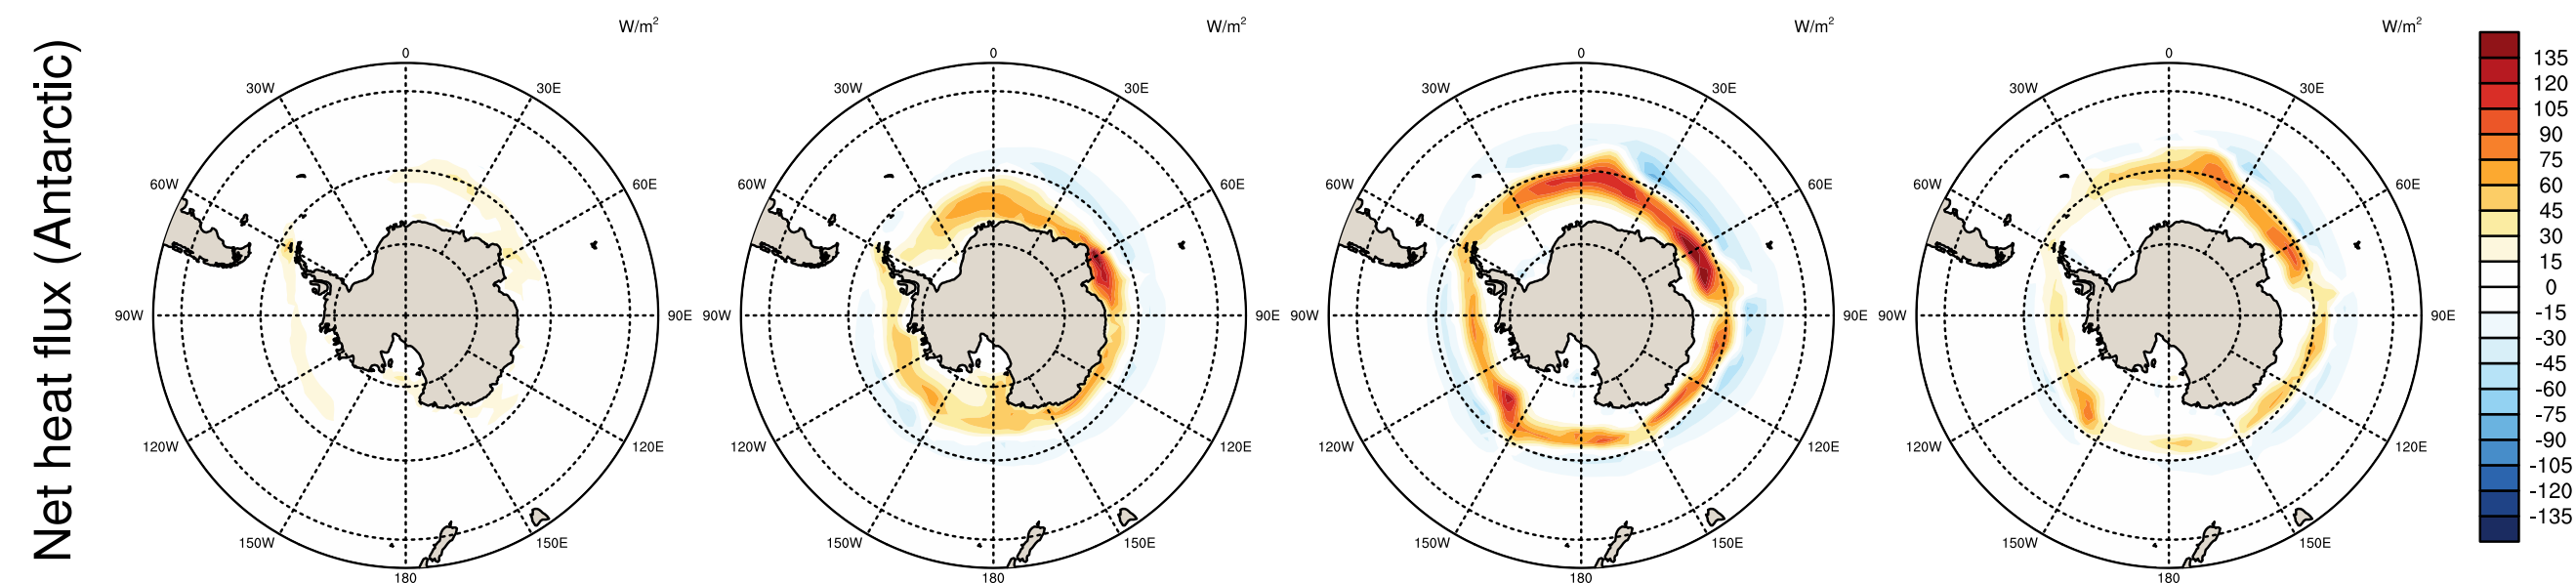 Net heat flux (Antarctic)
W/m²
0
30W
30E
60W
60E
90W
90E
120W
120E
150W
150E
180
W/m²
0
30W
30E
60W
60E
90W
90E
120W
120E
150W
150E
180
W/m²
0
30W
30E
60W
60E
90W
90E
120W
120E
150W
150E
180
W/m²
0
30W
30E
60W
60E
90W
90E
120W
120E
150W
150E
180
135
120
105
90
75
60
45
30
15
0
-15
-30
-45
-60
-75
-90
-105
-120
-135